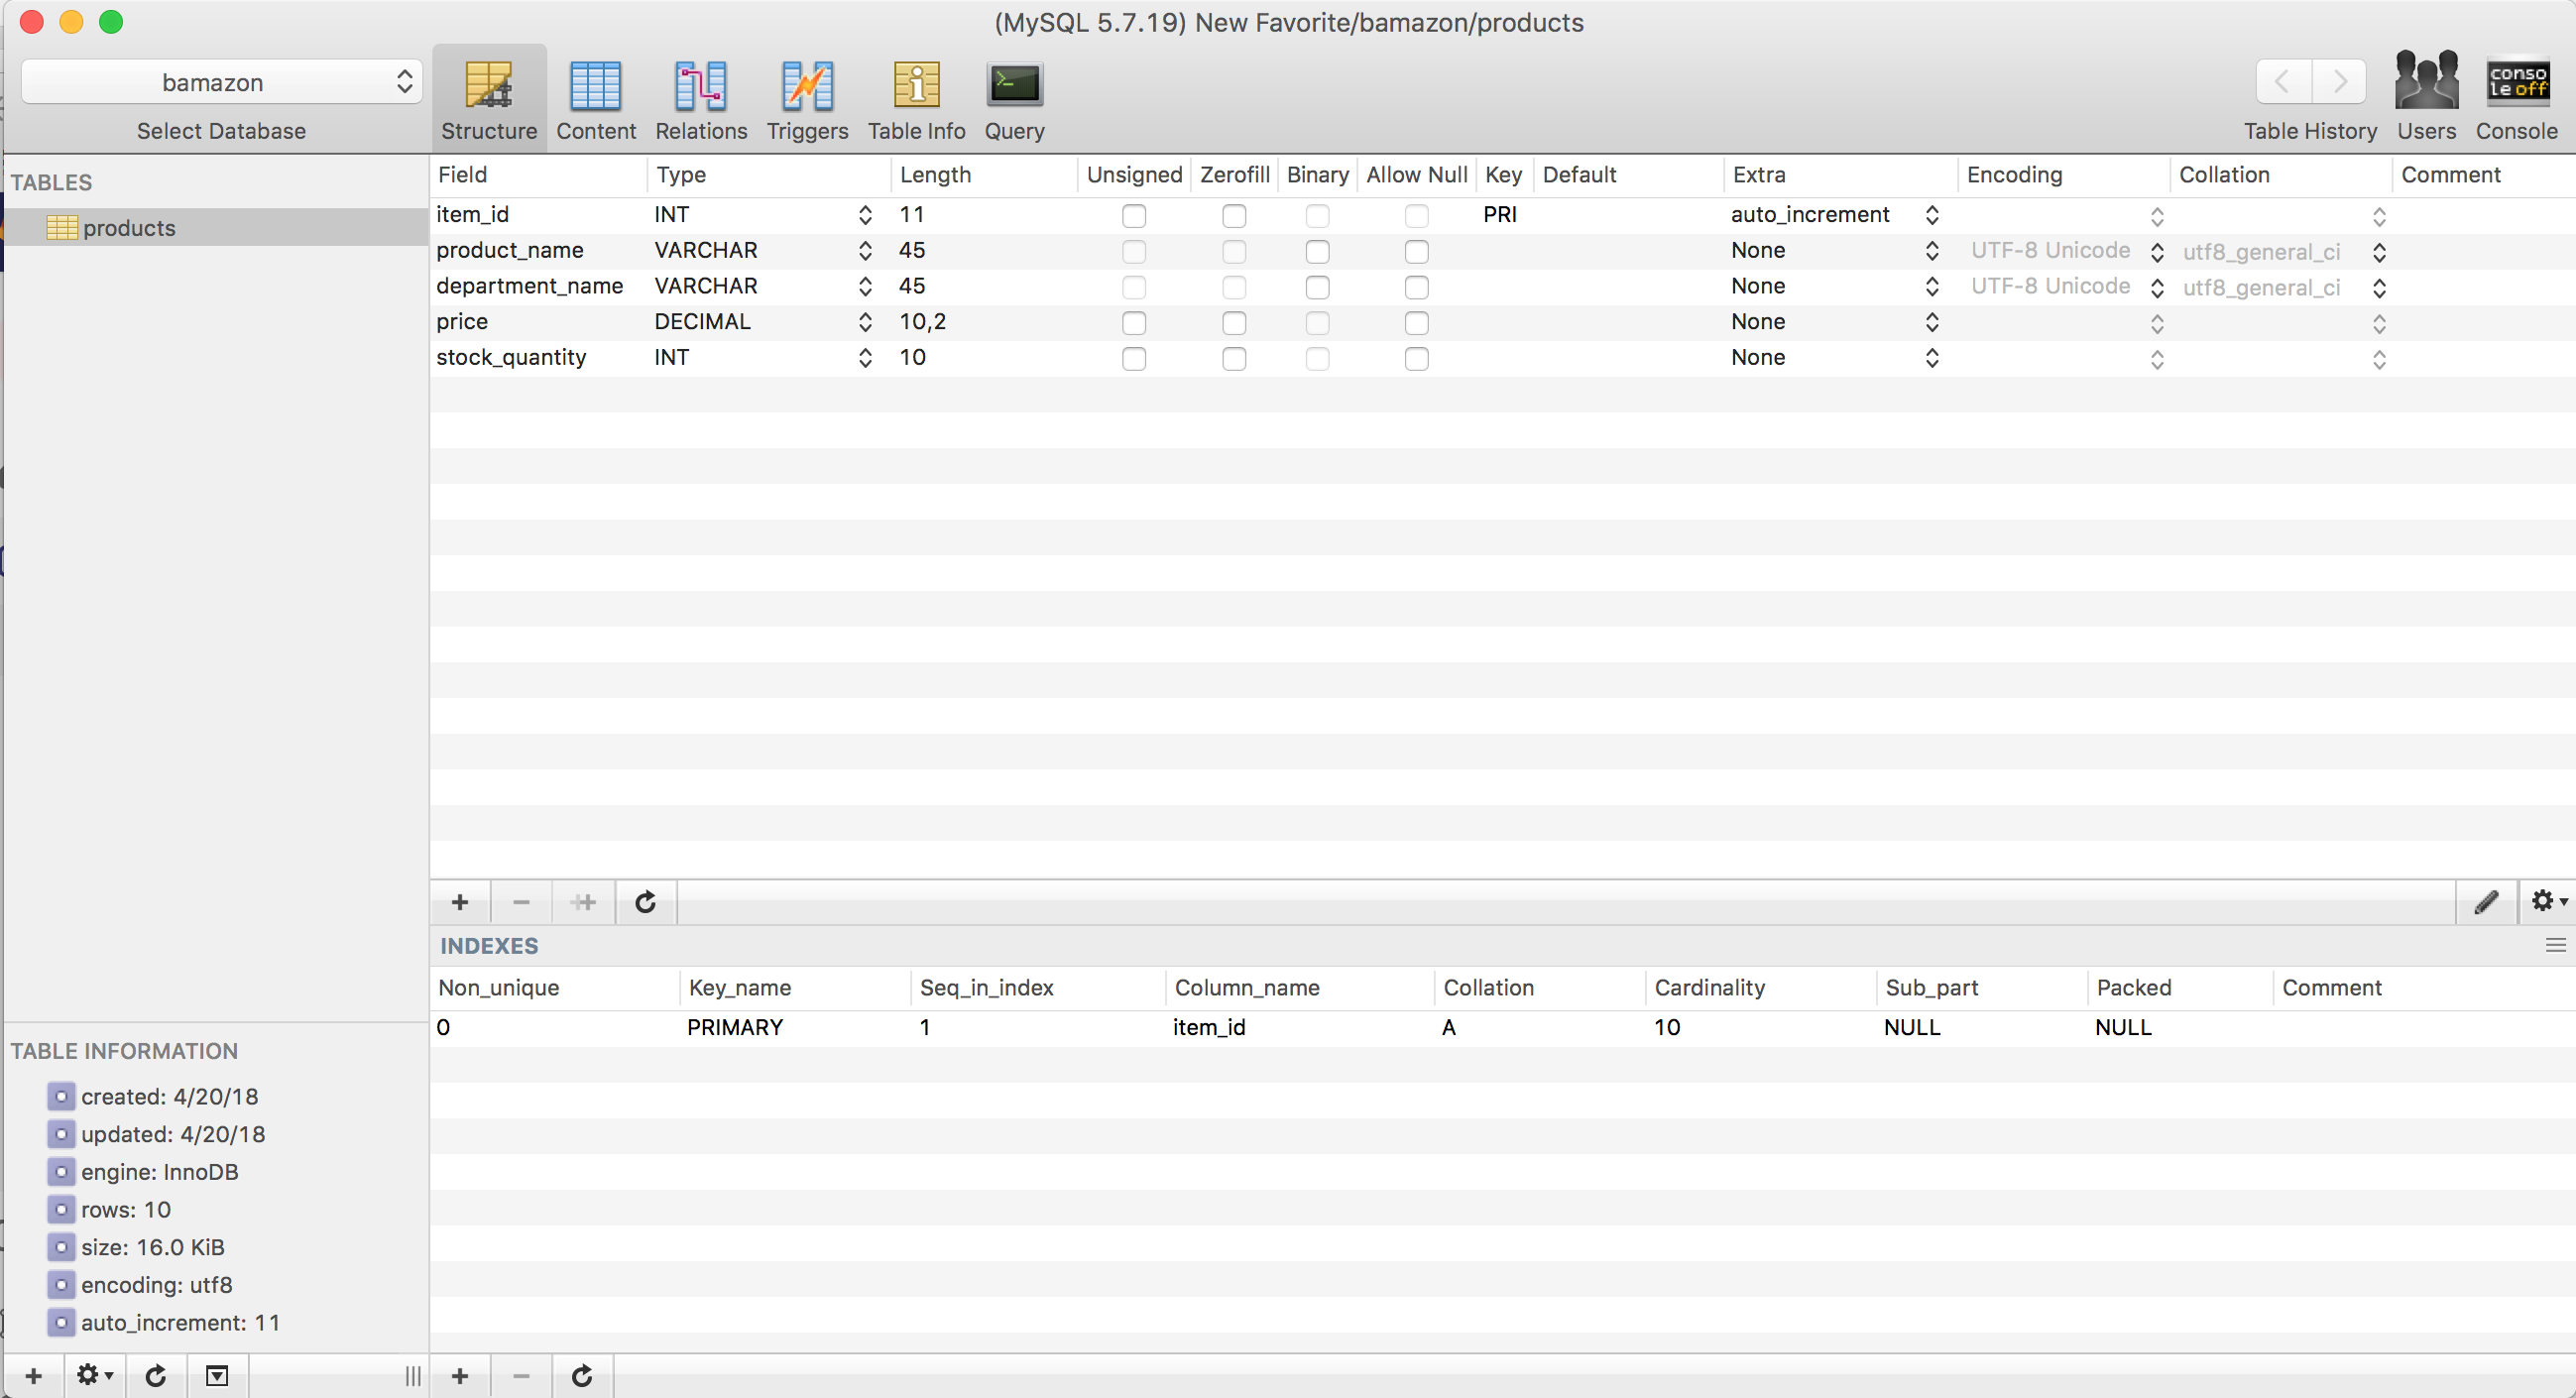 (MySQL 5.7.19) New Favorite/bamazon/products
bamazon
Select Database
Structure Content Relations Triggers Table Info Query
conso
le off
Table History Users Console
TABLES
products
Field Type Length Unsigned Zerofill Binary Allow Null Key Default Extra Encoding Collation Comment
item_id INT 11 PRI auto_increment
product_name VARCHAR 45 None UTF-8 Unicode utf8_general_ci
department_name VARCHAR 45 None UTF-8 Unicode utf8_general_ci
price DECIMAL 10,2 None
stock_quantity INT 10 None
INDEXES
Non_unique Key_name Seq_in_index Column_name Collation Cardinality Sub_part Packed Comment
0 PRIMARY 1 item_id A 10 NULL NULL
TABLE INFORMATION
created: 4/20/18
updated: 4/20/18
engine: InnoDB
rows: 10
size: 16.0 KiB
encoding: utf8
auto_increment: 11